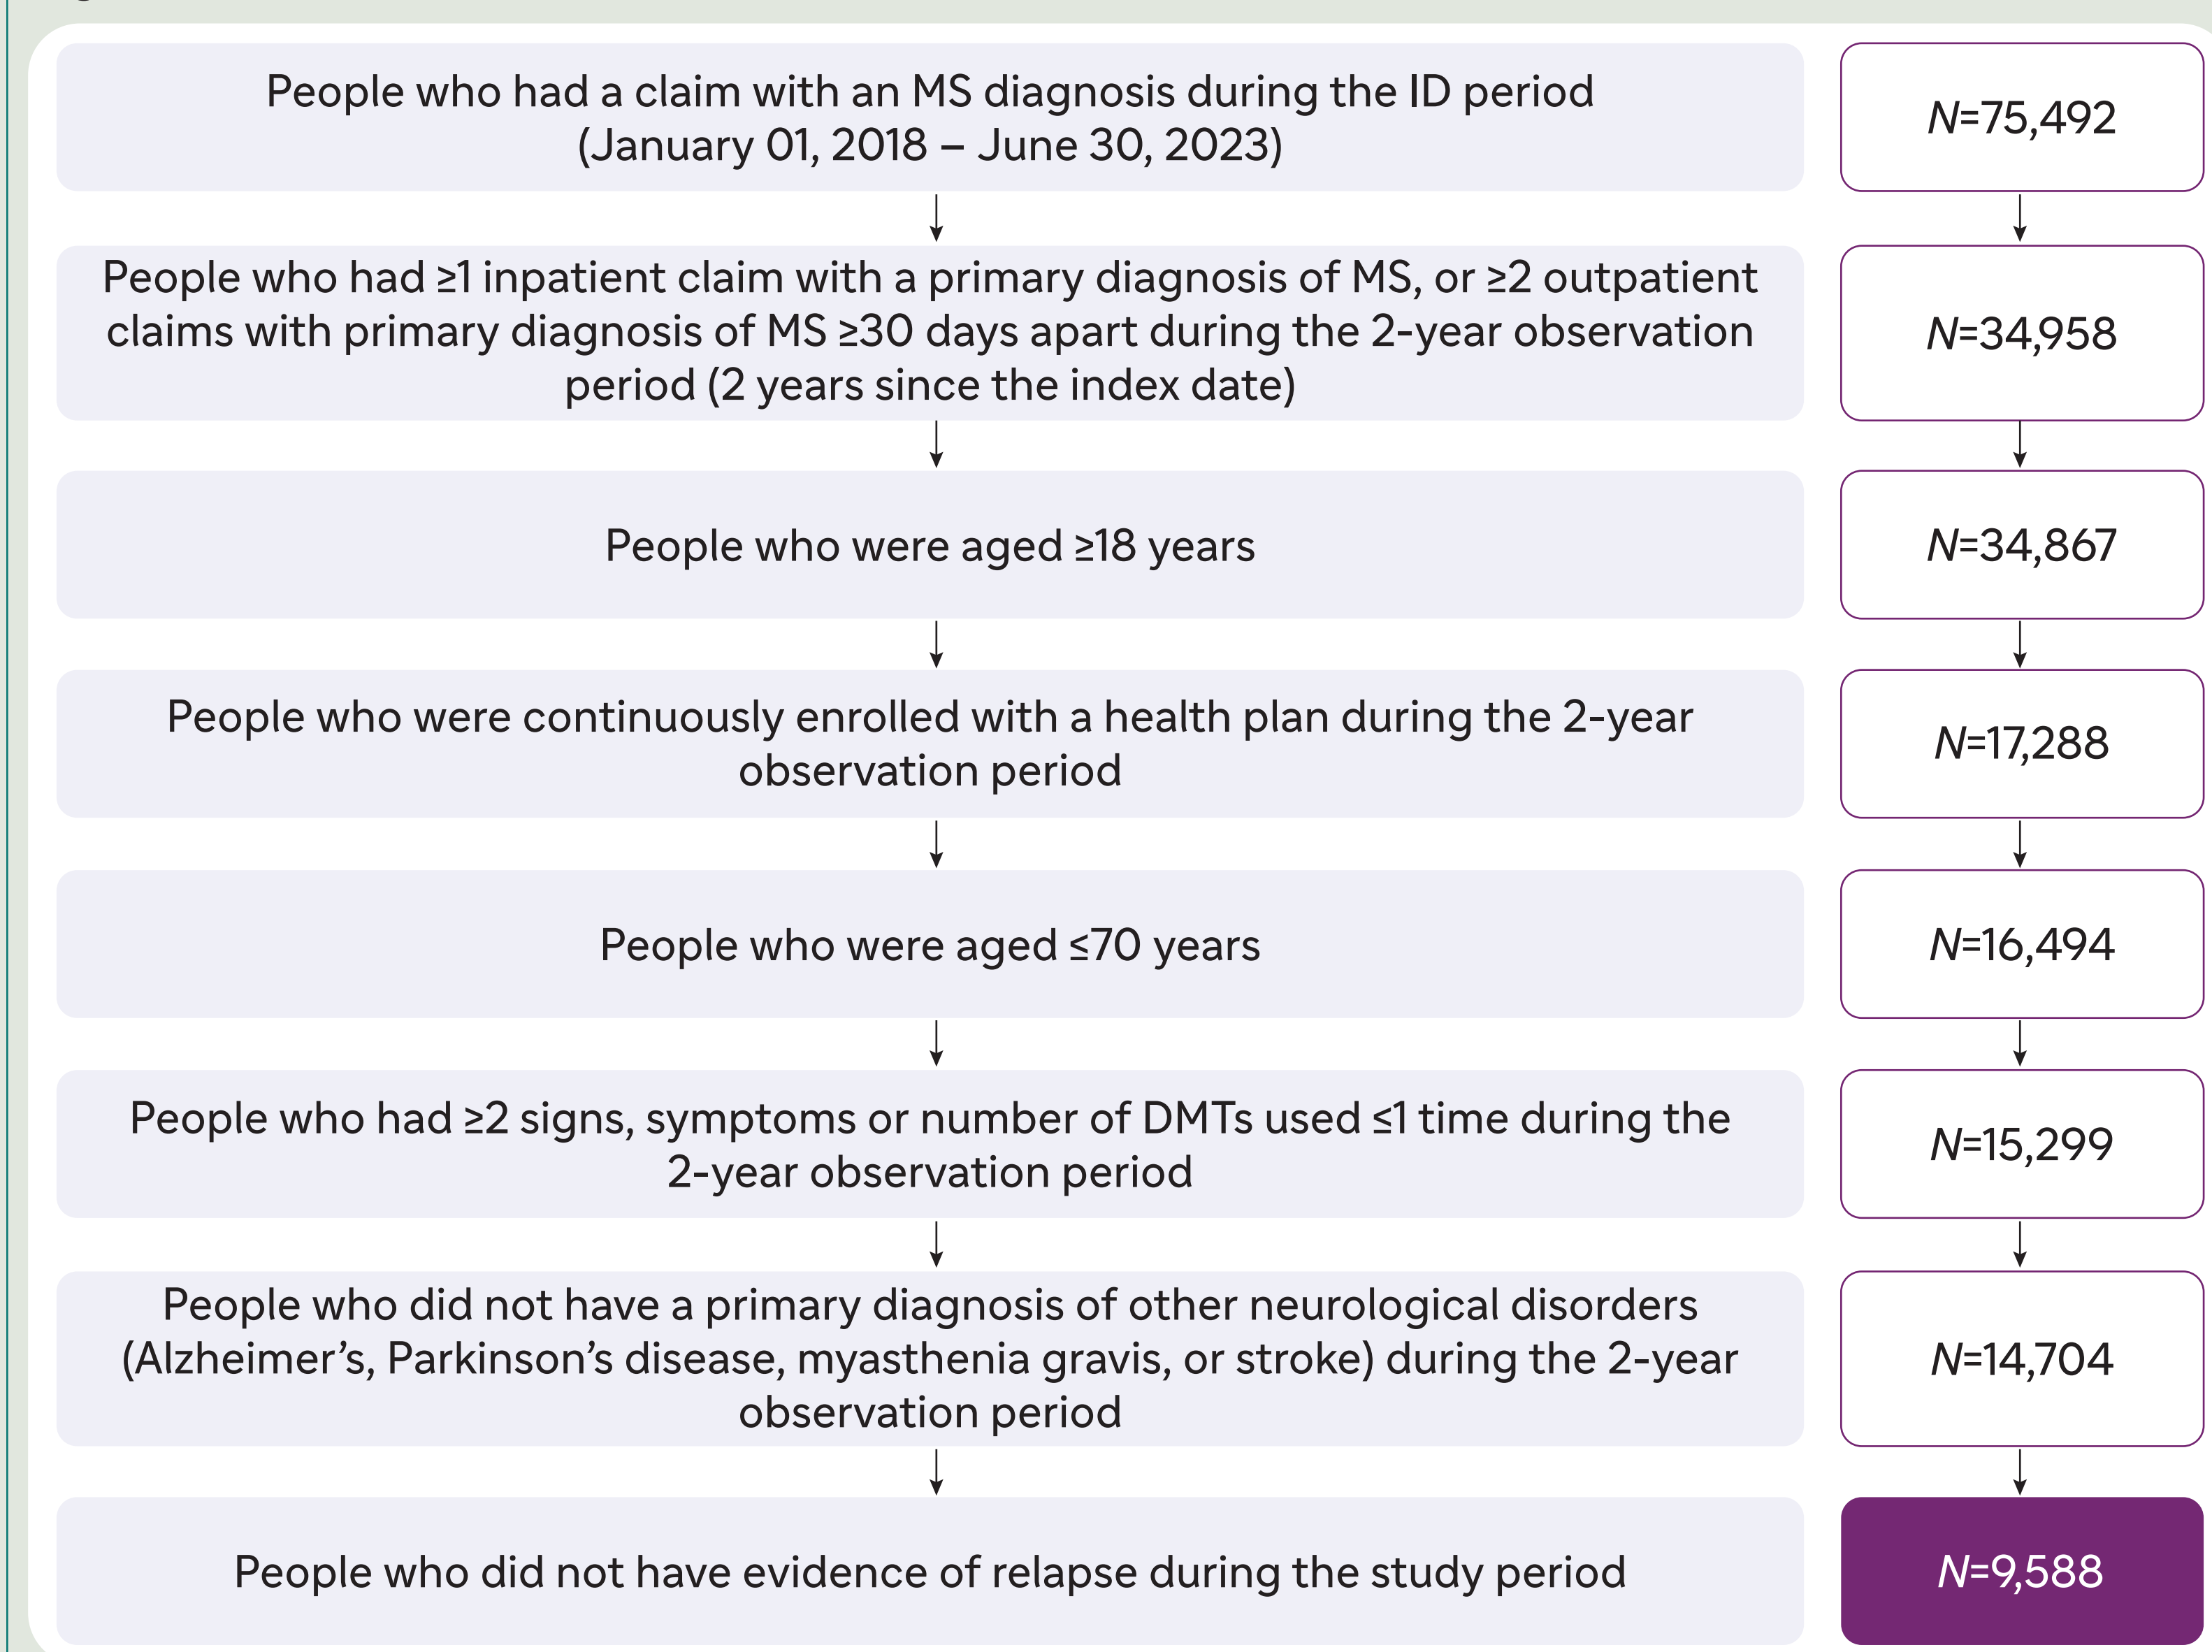 People who had a claim with an MS diagnosis during the ID period
(January 01, 2018 – June 30, 2023)
N=75,492
People who had ≥1 inpatient claim with a primary diagnosis of MS, or ≥2 outpatient
claims with primary diagnosis of MS ≥30 days apart during the 2-year observation
period (2 years since the index date)
N=34,958
People who were aged ≥18 years
N=34,867
People who were continuously enrolled with a health plan during the 2-year
observation period
N=17,288
People who were aged ≤70 years
N=16,494
People who had ≥2 signs, symptoms or number of DMTs used ≤1 time during the
2-year observation period
N=15,299
People who did not have a primary diagnosis of other neurological disorders
(Alzheimer’s, Parkinson’s disease, myasthenia gravis, or stroke) during the 2-year
observation period
N=14,704
People who did not have evidence of relapse during the study period
N=9,588